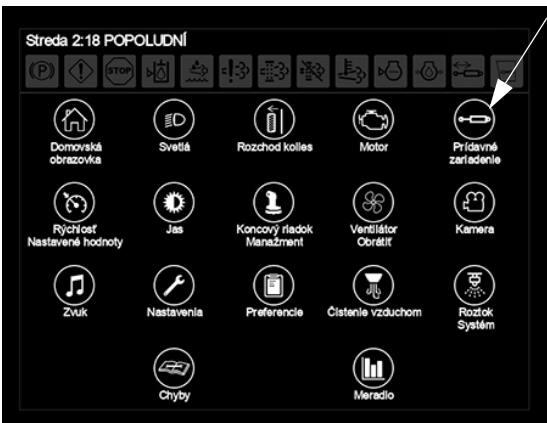 Streda 2:18 POPOLUDNÍ
(P) STOP
Domovská
obrazovka
Svetlá
Rozchod kolies
Motor
Prídavné
zariadenie
Rýchlosť
Nastavené hodnoty
Jas
Koncový riadok
Manažment
Ventilátor
Obrátiť
Kamera
Zvuk
Nastavenia
Preferencie
Čistenie vzduchom
Roztok
Systém
Chyby
Meradlo